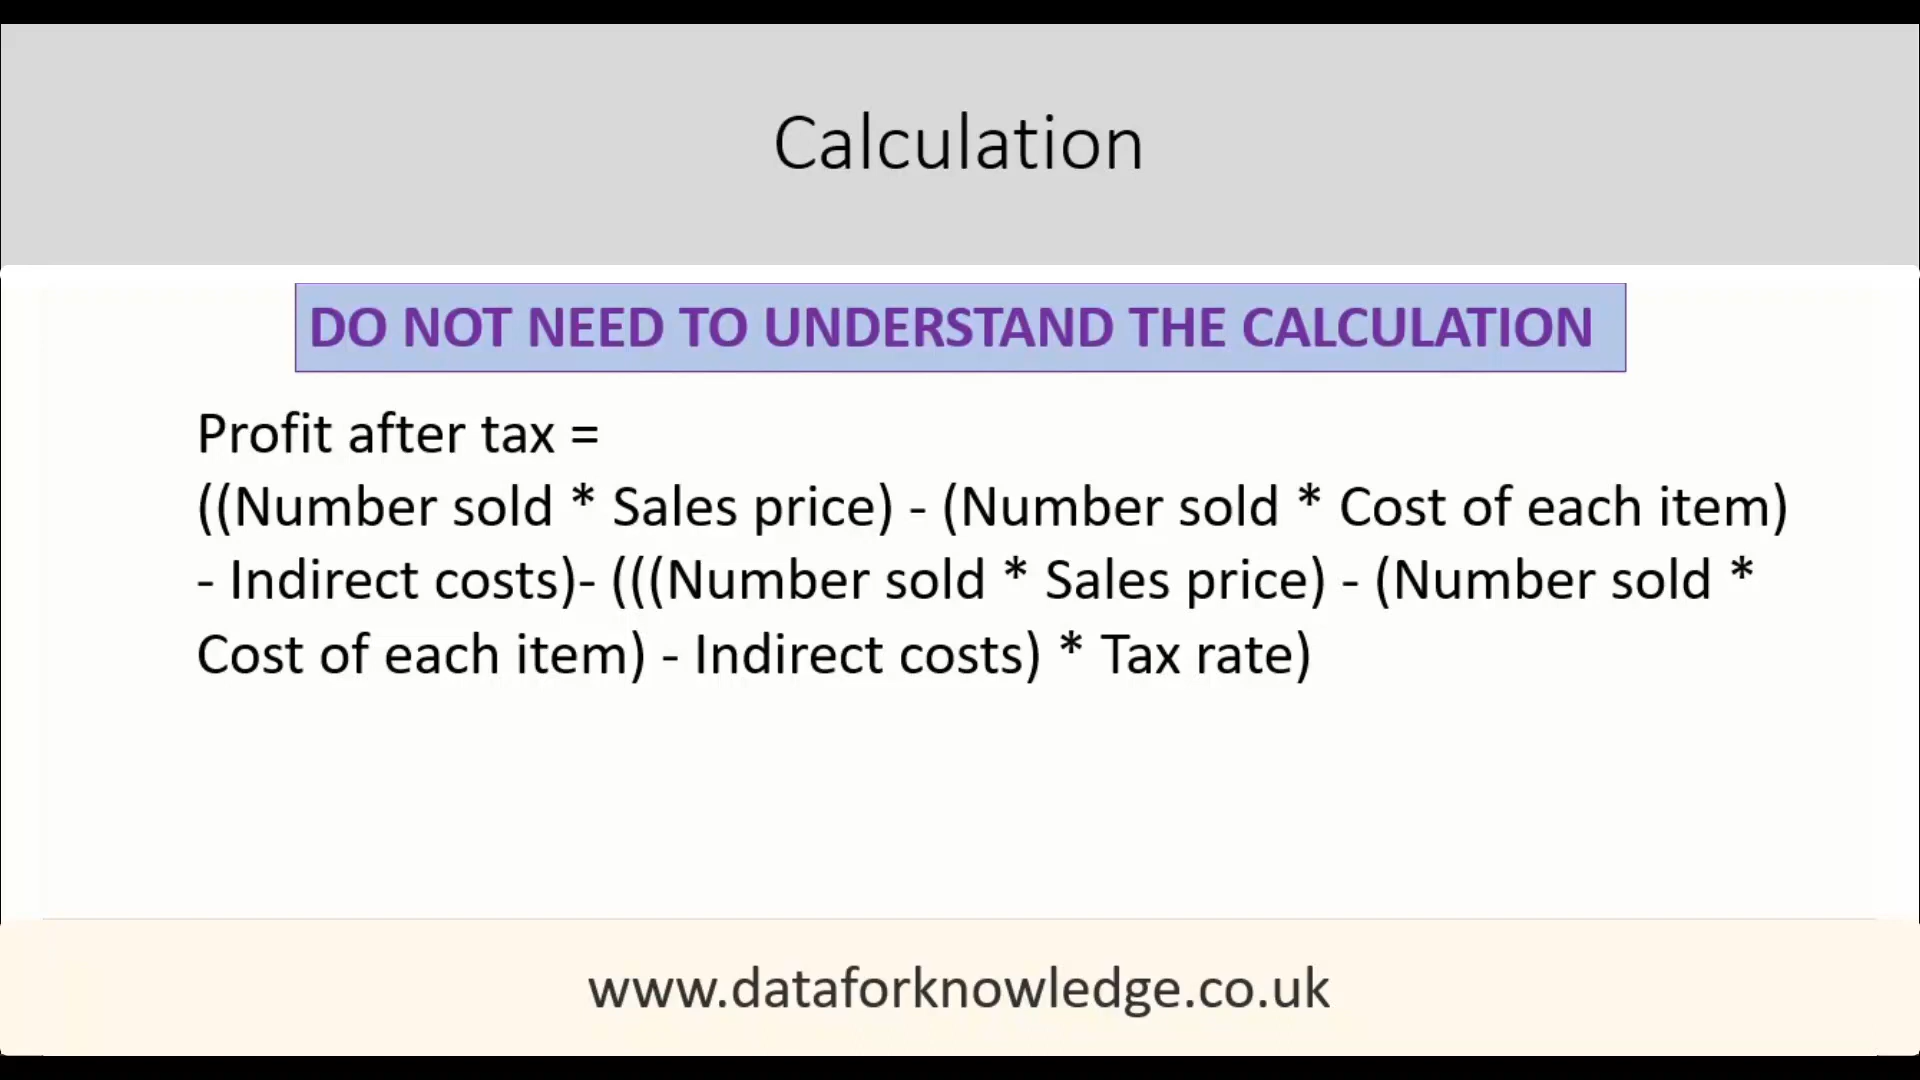 Calculation
DO NOT NEED TO UNDERSTAND THE CALCULATION
Profit after tax =
((Number sold * Sales price) - (Number sold * Cost of each item)
- Indirect costs)- (((Number sold * Sales price) - (Number sold *
Cost of each item) - Indirect costs) * Tax rate)
www.dataforknowledge.co.uk